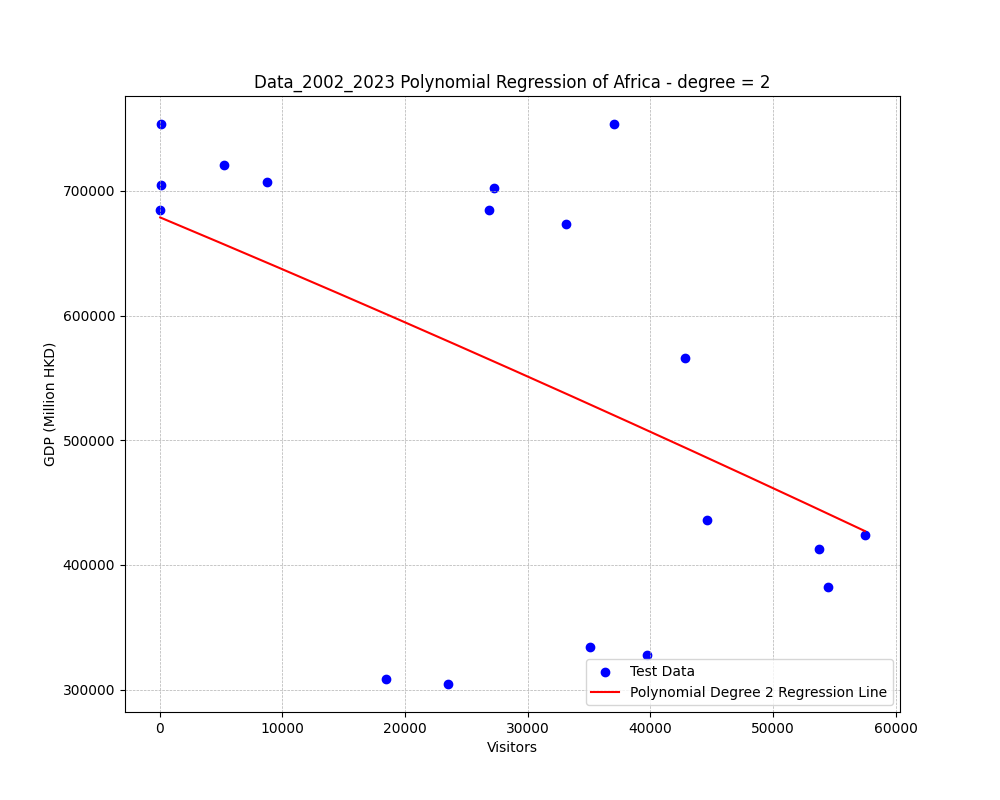 Data_2002_2023 Polynomial Regression of Africa - degree = 2
GDP (Million HKD)
700000
600000
500000
400000
300000
0 10000 20000 30000 40000 50000 60000
Visitors
Test Data
Polynomial Degree 2 Regression Line